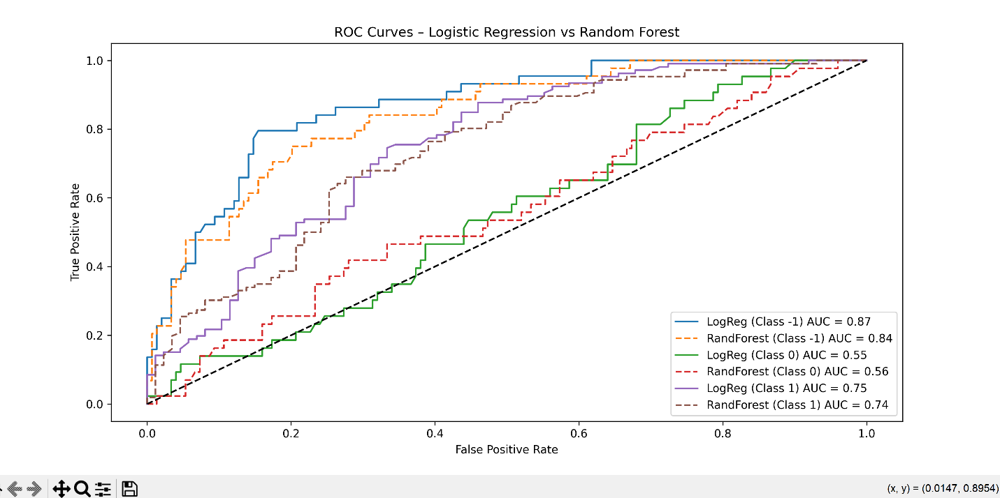 ROC Curves – Logistic Regression vs Random Forest
True Positive Rate
1.0
0.8
0.6
0.4
0.2
0.0
LogReg (Class -1) AUC = 0.87
RandForest (Class -1) AUC = 0.84
LogReg (Class 0) AUC = 0.55
RandForest (Class 0) AUC = 0.56
LogReg (Class 1) AUC = 0.75
RandForest (Class 1) AUC = 0.74
0.0 0.2 0.4 0.6 0.8 1.0
False Positive Rate
(x, y) = (0.0147, 0.8954)